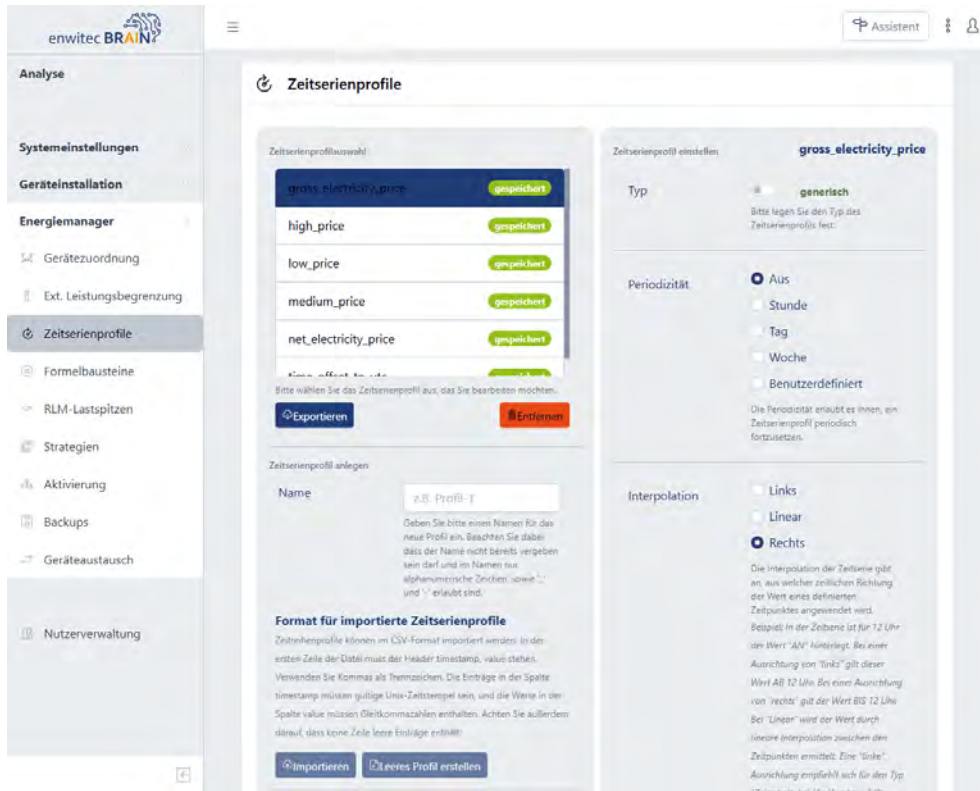 enwitec BRAIN
Assistent
Analyse
Systemeinstellungen
Geräteinstallation
Energiemanager
Gerätezuordnung
Ext. Leistungsbegrenzung
Zeitserienprofile
Formelbausteine
RLM-Lastspitzen
Strategien
Aktivierung
Backups
Geräteaustausch
Nutzerverwaltung
Zeitserienprofile
Zeitserienprofilauswahl
gross_electricity_price gespeichert
high_price gespeichert
low_price gespeichert
medium_price gespeichert
net_electricity_price gespeichert
Bitte wählen Sie das Zeitserienprofil aus, das Sie bearbeiten möchten.
Exportieren
Entfernen
Zeitserienprofil anlegen
Name
z.B. Profil-1
Geben Sie bitte einen Namen für das
neue Profil ein. Beachten Sie dabei
dass der Name nicht bereits vergeben
sein darf und im Namen nur
alphanumerische Zeichen, sowie '_'
und '-' erlaubt sind.
Format für importierte Zeitserienprofile
Zeitreihenprofile können im CSV-Format importiert werden. In der
ersten Zeile der Datei muss der Header timestamp, value stehen.
Verwenden Sie Kommas als Trennzeichen. Die Einträge in der Spalte
timestamp müssen gültige Unix-Zeitstempel sein, und die Werte in der
Spalte value müssen Gleitkommazahlen enthalten. Achten Sie außerdem
darauf, dass keine Zeile leere Einträge enthält.
Importieren
Leeres Profil erstellen
Zeitserienprofil einstellen
gross_electricity_price
Typ
generisch
Bitte legen Sie den Typ des
Zeitserienprofils fest.
Periodizität
Aus
Stunde
Tag
Woche
Benutzerdefiniert
Die Periodizität erlaubt es Ihnen, ein
Zeitserienprofil periodisch
fortzusetzen.
Interpolation
Links
Linear
Rechts
Die Interpolation der Zeitserie gibt
an, aus welcher zeitlichen Richtung
der Wert eines definierten
Zeitpunktes angewendet wird.
Beispiel: In der Zeitserie ist für 12 Uhr
der Wert "AN" hinterlegt. Bei einer
Ausrichtung von "links" gilt dieser
Wert AB 12 Uhr. Bei einer Ausrichtung
von "rechts" gilt der Wert BIS 12 Uhr.
Bei "Linear" wird der Wert durch
lineare Interpolation zwischen den
Zeitpunkten ermittelt. Eine "linke"
Ausrichtung empfiehlt sich für den Typ